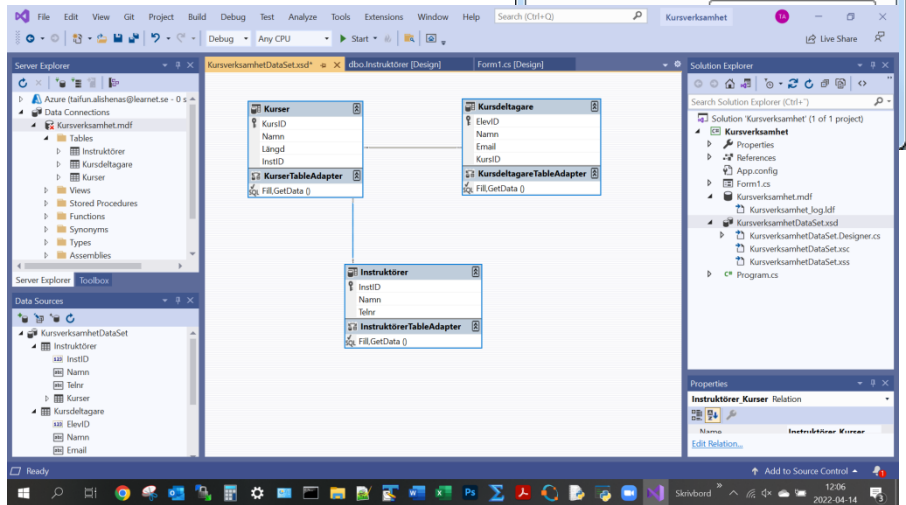 File Edit View Git Project Build Debug Test Analyze Tools Extensions Window Help Search (Ctrl+Q) Kursverksamhet TA
Debug Any CPU Start Live Share
Server Explorer
Azure (taifun.alishenas@learnet.se - 0 s
Data Connections
Kursverksamhet.mdf
Tables
Instruktörer
Kursdeltagare
Kurser
Views
Stored Procedures
Functions
Synonyms
Types
Assemblies
Server Explorer Toolbox
Data Sources
KursverksamhetDataSet
Instruktörer
InstID
Namn
Telnr
Kurser
Kursdeltagare
ElevID
Namn
Email
KursverksamhetDataSet.xsd* dbo.Instruktörer [Design] Form1.cs [Design]
Kurser
KursID
Namn
Längd
InstID
KurserTableAdapter
Fill,GetData ()
Kursdeltagare
ElevID
Namn
Email
KursID
KursdeltagareTableAdapter
Fill,GetData ()
Instruktörer
InstID
Namn
Telnr
InstruktörerTableAdapter
Fill,GetData ()
Solution Explorer
Search Solution Explorer (Ctrl+¨)
Solution 'Kursverksamhet' (1 of 1 project)
Kursverksamhet
Properties
References
App.config
Form1.cs
Kursverksamhet.mdf
Kursverksamhet_log.ldf
KursverksamhetDataSet.xsd
KursverksamhetDataSet.Designer.cs
KursverksamhetDataSet.xsc
KursverksamhetDataSet.xss
Program.cs
Properties
Instruktörer_Kurser Relation
Name Instruktörer_Kurser
Edit Relation...
Ready Add to Source Control
Skrivbord 12:06
2022-04-14